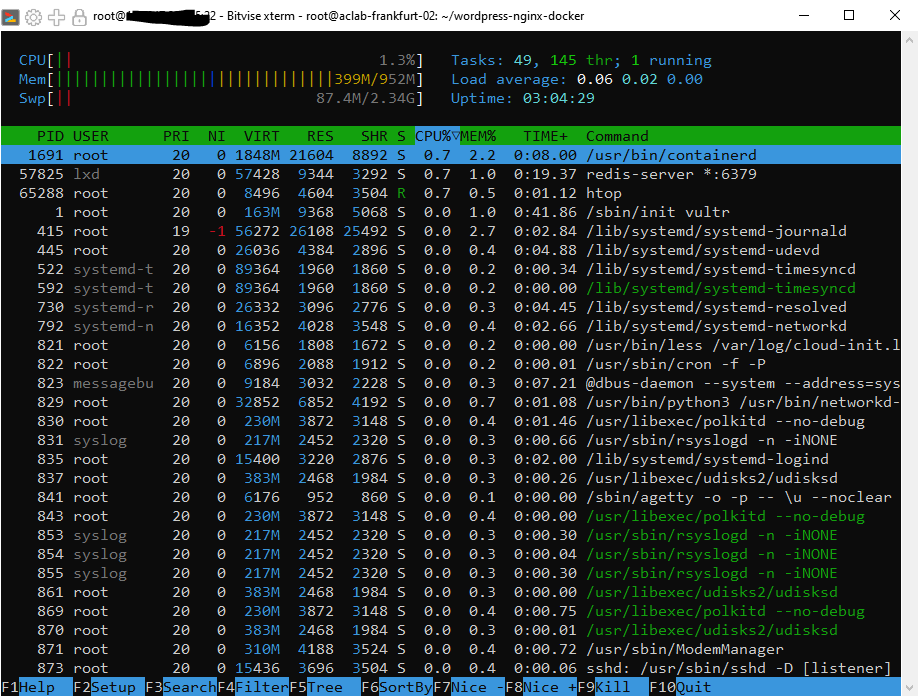 root@ 22 - Bitvise xterm - root@aclab-frankfurt-02: ~/wordpress-nginx-docker
CPU[|| 1.3%] Tasks: 49, 145 thr; 1 running
Mem[|||||||||||||||||||||||||||||||399M/952M] Load average: 0.06 0.02 0.00
Swp[|| 87.4M/2.34G] Uptime: 03:04:29
PID USER PRI NI VIRT RES SHR S CPU%▽MEM% TIME+ Command
1691 root 20 0 1848M 21604 8892 S 0.7 2.2 0:08.00 /usr/bin/containerd
57825 lxd 20 0 57428 9344 3292 S 0.7 1.0 0:19.37 redis-server *:6379
65288 root 20 0 8496 4604 3504 R 0.7 0.5 0:01.12 htop
1 root 20 0 163M 9368 5068 S 0.0 1.0 0:41.86 /sbin/init vultr
415 root 19 -1 56272 26108 25492 S 0.0 2.7 0:02.84 /lib/systemd/systemd-journald
445 root 20 0 26036 4384 2896 S 0.0 0.4 0:04.88 /lib/systemd/systemd-udevd
522 systemd-t 20 0 89364 1960 1860 S 0.0 0.2 0:00.34 /lib/systemd/systemd-timesyncd
592 systemd-t 20 0 89364 1960 1860 S 0.0 0.2 0:00.00 /lib/systemd/systemd-timesyncd
730 systemd-r 20 0 26332 3096 2776 S 0.0 0.3 0:04.45 /lib/systemd/systemd-resolved
792 systemd-n 20 0 16352 4028 3548 S 0.0 0.4 0:02.66 /lib/systemd/systemd-networkd
821 root 20 0 6156 1808 1672 S 0.0 0.2 0:00.00 /usr/bin/less /var/log/cloud-init.l
822 root 20 0 6896 2088 1912 S 0.0 0.2 0:00.01 /usr/sbin/cron -f -P
823 messagebu 20 0 9184 3032 2228 S 0.0 0.3 0:07.21 @dbus-daemon --system --address=sys
829 root 20 0 32852 6852 4192 S 0.0 0.7 0:01.08 /usr/bin/python3 /usr/bin/networkd-
830 root 20 0 230M 3872 3148 S 0.0 0.4 0:01.46 /usr/libexec/polkitd --no-debug
831 syslog 20 0 217M 2452 2320 S 0.0 0.3 0:00.66 /usr/sbin/rsyslogd -n -iNONE
835 root 20 0 15400 3220 2876 S 0.0 0.3 0:02.00 /lib/systemd/systemd-logind
837 root 20 0 383M 2468 1984 S 0.0 0.3 0:00.26 /usr/libexec/udisks2/udisksd
841 root 20 0 6176 952 860 S 0.0 0.1 0:00.00 /sbin/agetty -o -p -- \u --noclear
843 root 20 0 230M 3872 3148 S 0.0 0.4 0:00.00 /usr/libexec/polkitd --no-debug
853 syslog 20 0 217M 2452 2320 S 0.0 0.3 0:00.30 /usr/sbin/rsyslogd -n -iNONE
854 syslog 20 0 217M 2452 2320 S 0.0 0.3 0:00.04 /usr/sbin/rsyslogd -n -iNONE
855 syslog 20 0 217M 2452 2320 S 0.0 0.3 0:00.30 /usr/sbin/rsyslogd -n -iNONE
861 root 20 0 383M 2468 1984 S 0.0 0.3 0:00.00 /usr/libexec/udisks2/udisksd
869 root 20 0 230M 3872 3148 S 0.0 0.4 0:00.75 /usr/libexec/polkitd --no-debug
870 root 20 0 383M 2468 1984 S 0.0 0.3 0:00.01 /usr/libexec/udisks2/udisksd
871 root 20 0 310M 4188 3524 S 0.0 0.4 0:00.72 /usr/sbin/ModemManager
873 root 20 0 15436 3696 3504 S 0.0 0.4 0:00.06 sshd: /usr/sbin/sshd -D [listener]
F1Help F2Setup F3SearchF4FilterF5Tree F6SortByF7Nice -F8Nice +F9Kill F10Quit